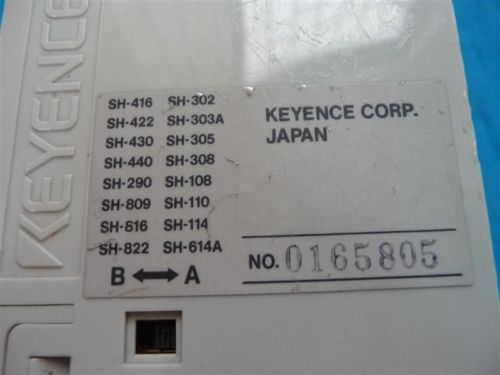 KEYENCE
SH-416 SH-302
SH-422 SH-303A
SH-430 SH-305
SH-440 SH-308
SH-290 SH-108
SH-809 SH-110
SH-816 SH-114
SH-822 SH-614A
B ↔ A
KEYENCE CORP.
JAPAN
NO. 0165805